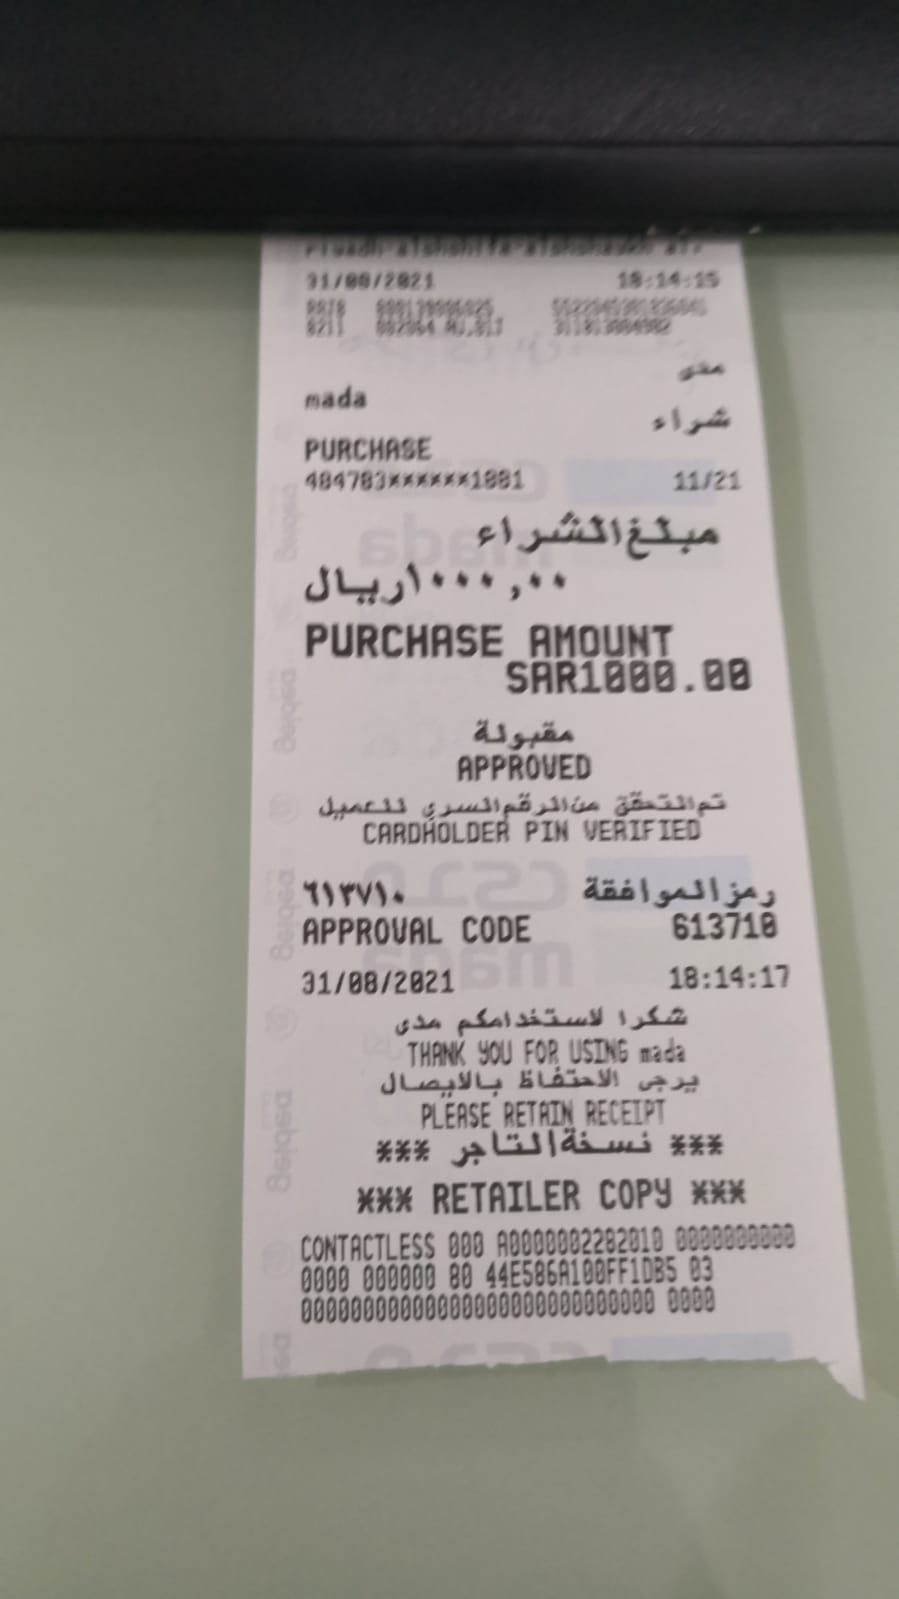 31/08/2021 18:14:15
مدى
mada
شراء
PURCHASE
484783××××××1001 11/21
مبلغ الشراء
١٠٠٠,٠٠ ريال
PURCHASE AMOUNT
SAR1000.00
مقبولة
APPROVED
تم التحقق من الرقم السري للعميل
CARDHOLDER PIN VERIFIED
رمز الموافقة ٦١٣٧١٠
APPROVAL CODE 613710
31/08/2021 18:14:17
شكرا لاستخدامكم مدى
THANK YOU FOR USING mada
يرجى الاحتفاظ بالايصال
PLEASE RETAIN RECEIPT
*** نسخة التاجر ***
*** RETAILER COPY ***
CONTACTLESS 000 A0000002282010 0000000000
0000 000000 80 44E586A100FF1DB5 03
0000